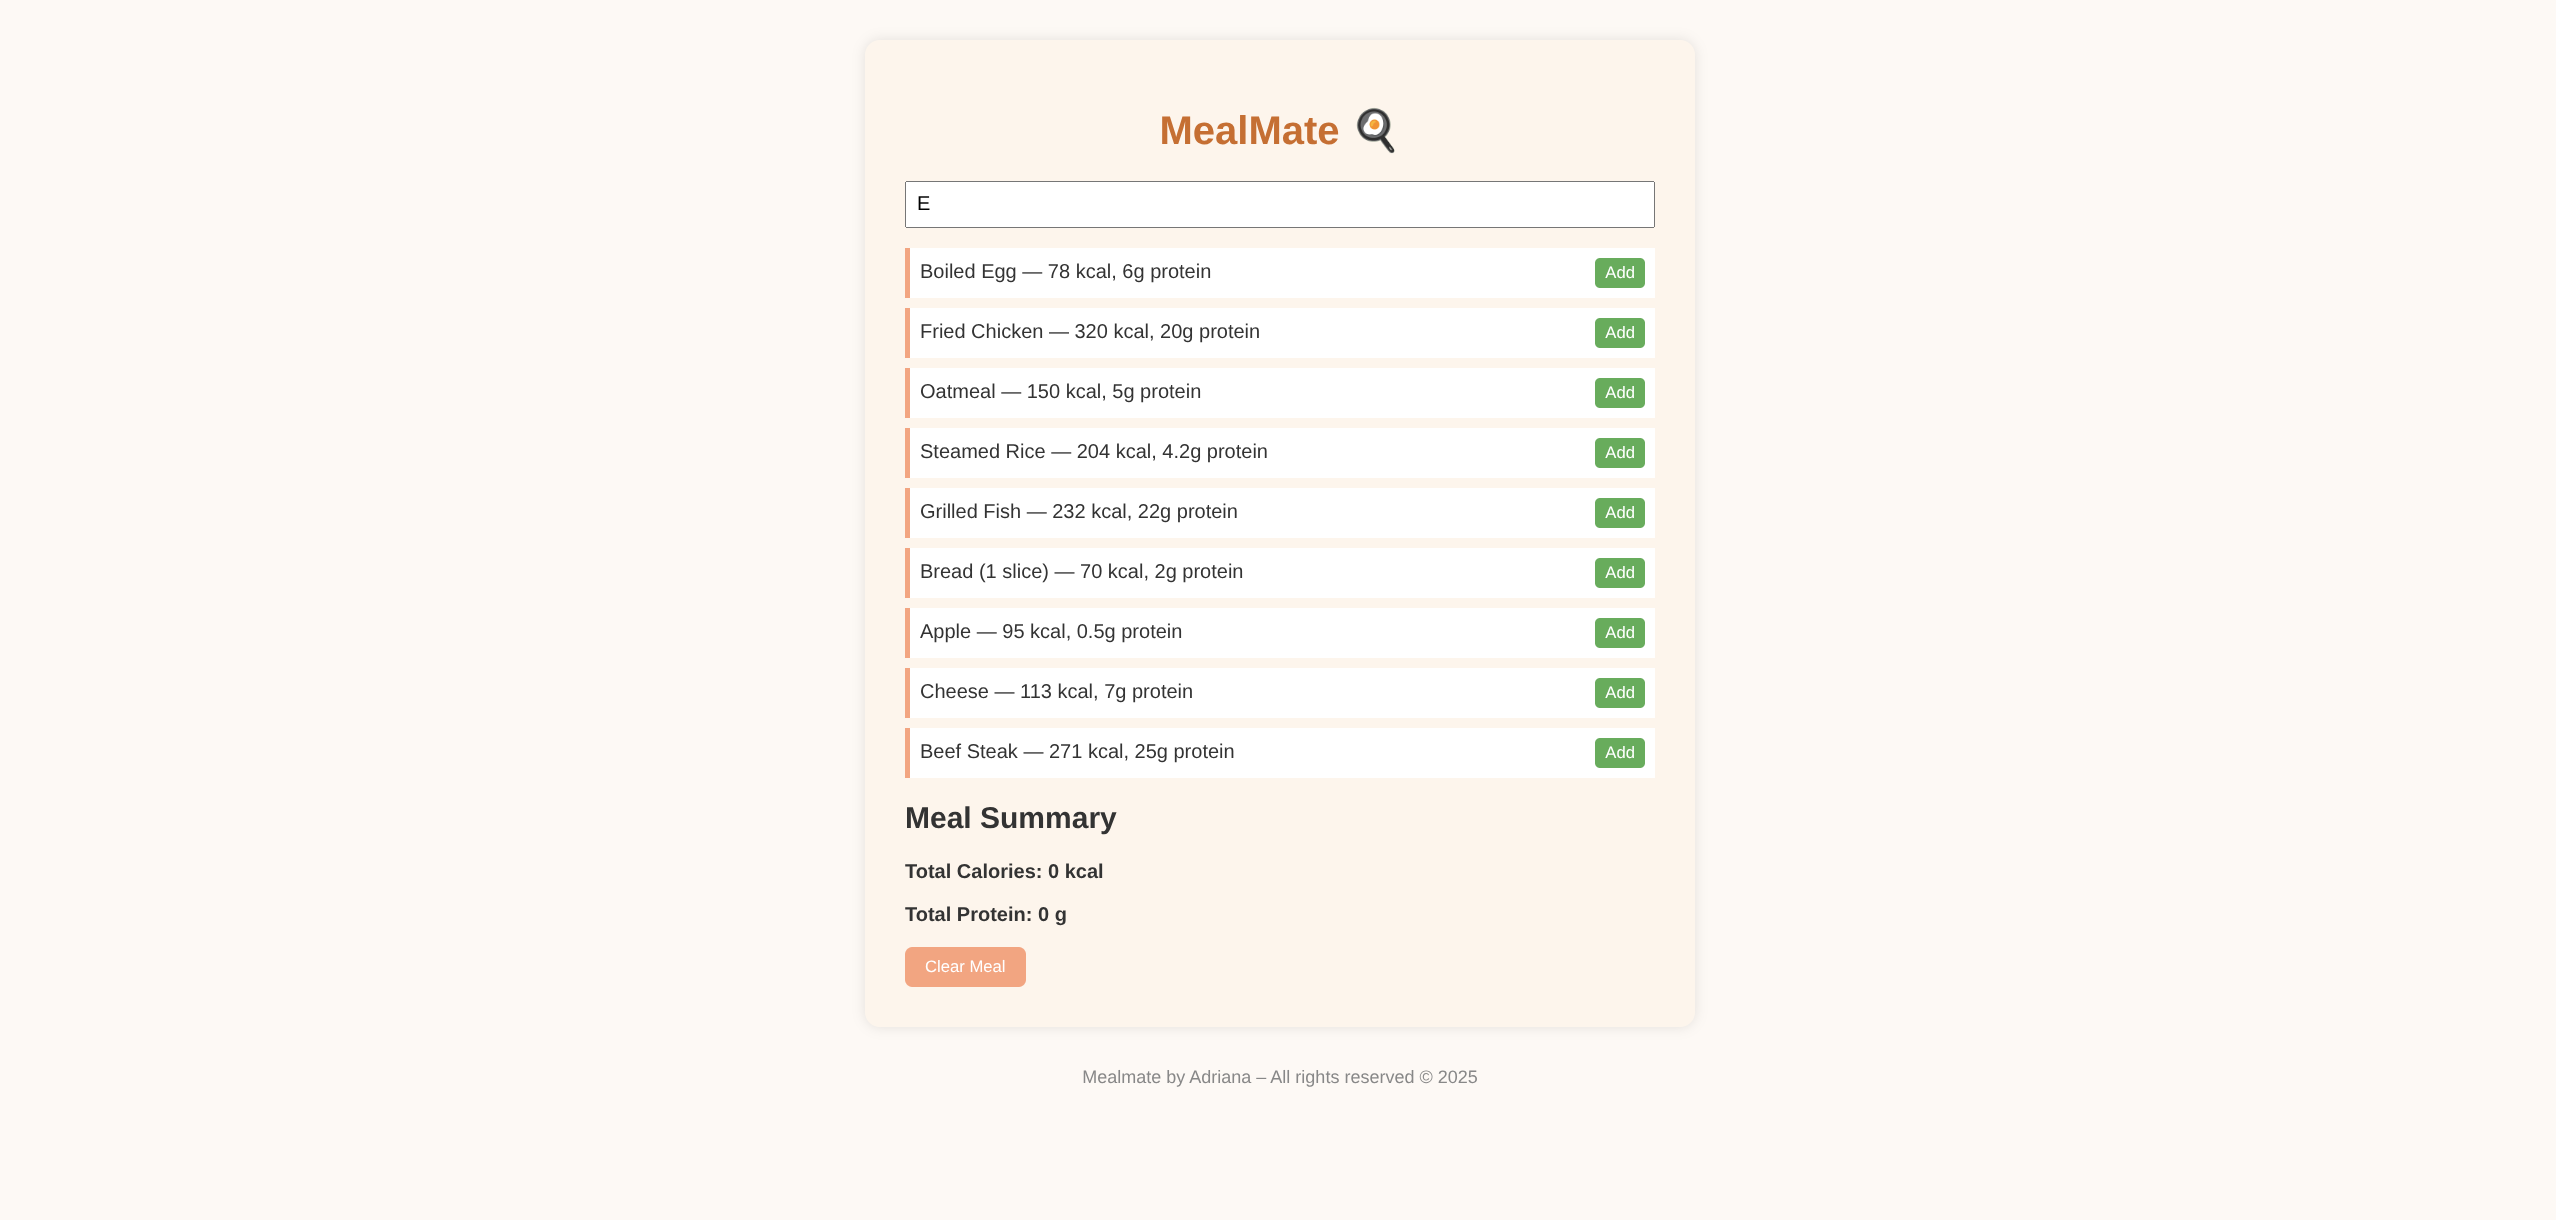 MealMate 🍳
E
Boiled Egg — 78 kcal, 6g protein Add
Fried Chicken — 320 kcal, 20g protein Add
Oatmeal — 150 kcal, 5g protein Add
Steamed Rice — 204 kcal, 4.2g protein Add
Grilled Fish — 232 kcal, 22g protein Add
Bread (1 slice) — 70 kcal, 2g protein Add
Apple — 95 kcal, 0.5g protein Add
Cheese — 113 kcal, 7g protein Add
Beef Steak — 271 kcal, 25g protein Add
Meal Summary
Total Calories: 0 kcal
Total Protein: 0 g
Clear Meal
Mealmate by Adriana – All rights reserved © 2025